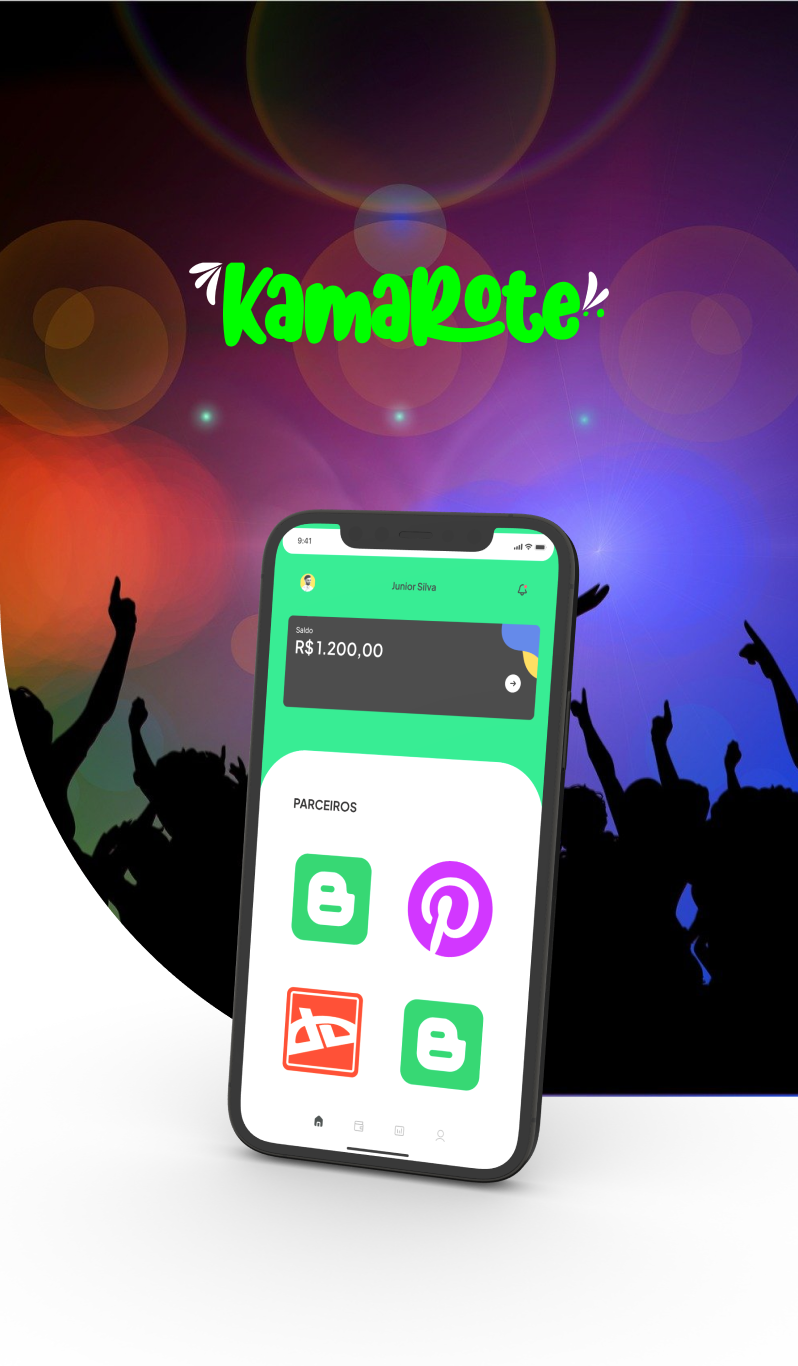 KamaRote
9:41
Junior Silva
Saldo
R$ 1.200,00
PARCEIROS